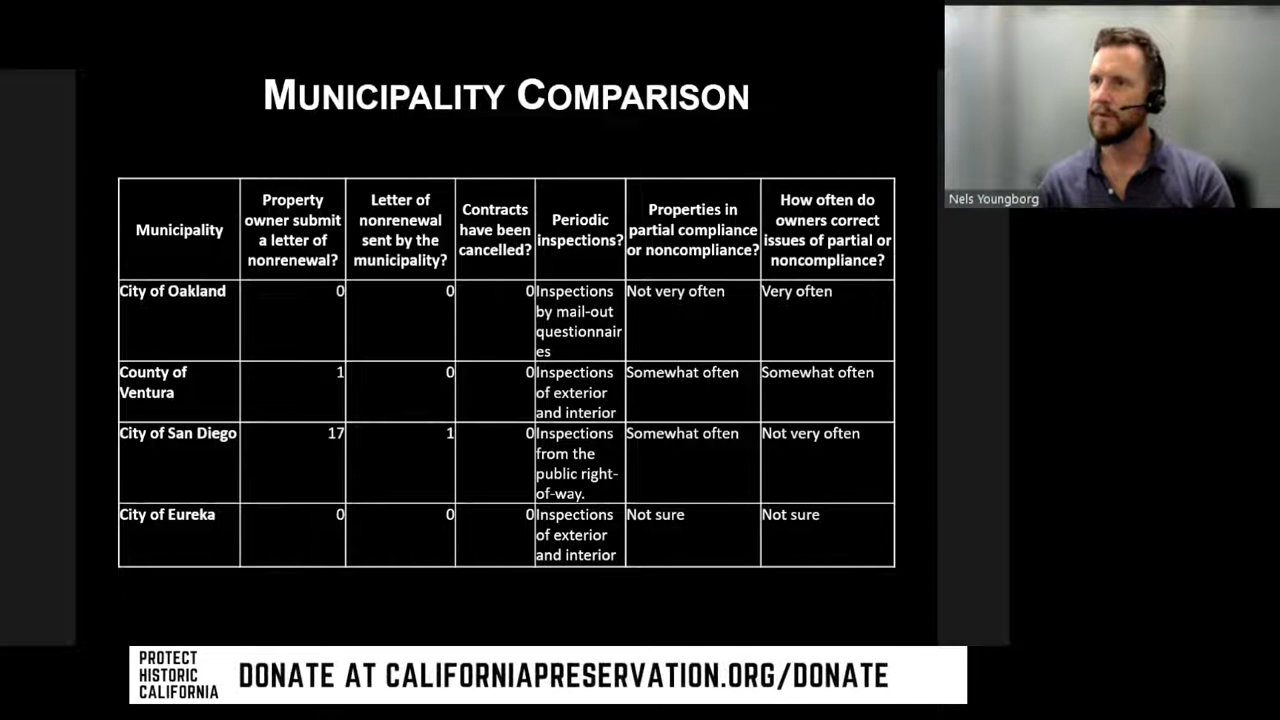 MUNICIPALITY COMPARISON
Nels Youngborg
Municipality
Property
owner submit
a letter of
nonrenewal?
Letter of
nonrenewal
sent by the
municipality?
Contracts
have been
cancelled?
Periodic
inspections?
Properties in
partial compliance
or noncompliance?
How often do
owners correct
issues of partial or
noncompliance?
City of Oakland
0
0
0
Inspections
by mail-out
questionnair
es
Not very often
Very often
County of
Ventura
1
0
0
Inspections
of exterior
and interior
Somewhat often
Somewhat often
City of San Diego
17
1
0
Inspections
from the
public right-
of-way.
Somewhat often
Not very often
City of Eureka
0
0
0
Inspections
of exterior
and interior
Not sure
Not sure
PROTECT
HISTORIC
CALIFORNIA
DONATE AT CALIFORNIAPRESERVATION.ORG/DONATE